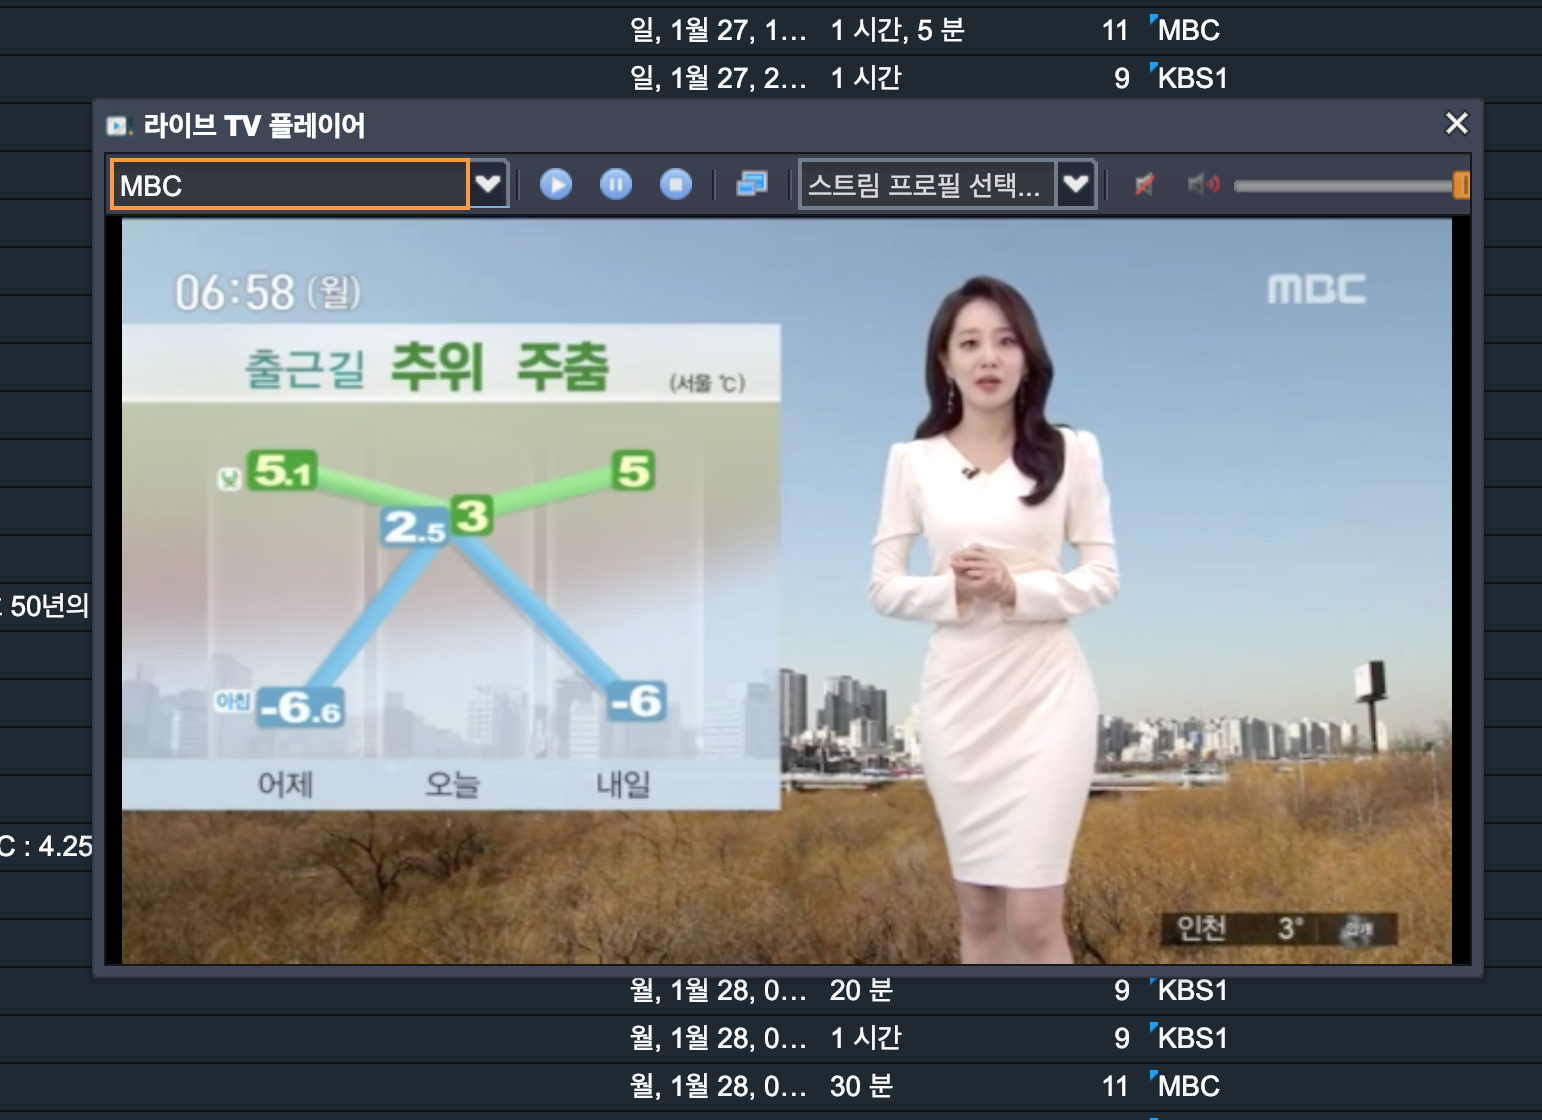 일, 1월 27, 1... 1 시간, 5 분 11 MBC
일, 1월 27, 2... 1 시간 9 KBS1
라이브 TV 플레이어
MBC 스트림 프로필 선택...
06:58 (월) MBC
출근길 추위 주춤 (서울 ℃)
낮 5.1 2.5 3 5
50년의
아침 -6.6 -6
어제 오늘 내일
C : 4.25
인천 3°
월, 1월 28, 0... 20 분 9 KBS1
월, 1월 28, 0... 1 시간 9 KBS1
월, 1월 28, 0... 30 분 11 MBC